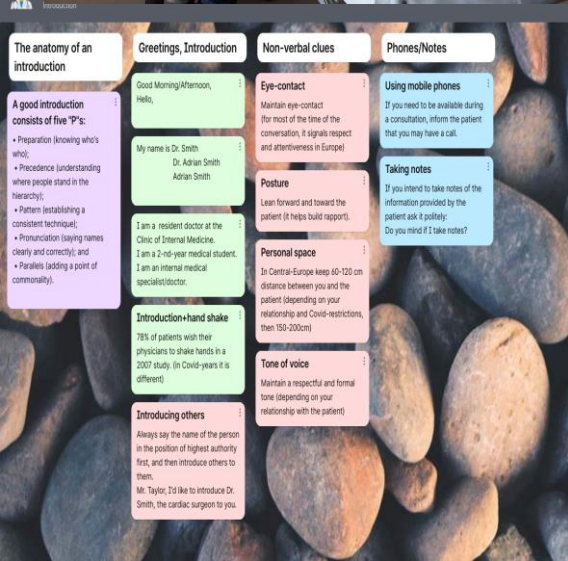 Introduction
The anatomy of an
introduction
A good introduction
consists of five "P"s:
• Preparation (knowing who's
who);
• Precedence (understanding
where people stand in the
hierarchy);
• Pattern (establishing a
consistent technique);
• Pronunciation (saying names
clearly and correctly); and
• Parallels (adding a point of
commonality).
Greetings, Introduction
Good Morning/Afternoon,
Hello,
My name is Dr. Smith
Dr. Adrian Smith
Adrian Smith
I am a resident doctor at the
Clinic of Internal Medicine.
I am a 2-nd-year medical student.
I am an internal medical
specialist/doctor.
Introduction+hand shake
78% of patients wish their
physicians to shake hands in a
2007 study. (in Covid-years it is
different)
Introducing others
Always say the name of the person
in the position of highest authority
first, and then introduce others to
them.
Mr. Taylor, I'd like to introduce Dr.
Smith, the cardiac surgeon to you.
Non-verbal clues
Eye-contact
Maintain eye-contact
(for most of the time of the
conversation, it signals respect
and attentiveness in Europe)
Posture
Lean forward and toward the
patient (it helps build rapport).
Personal space
In Central-Europe keep 60-120 cm
distance between you and the
patient (depending on your
relationship and Covid-restrictions,
then 150-200cm)
Tone of voice
Maintain a respectful and formal
tone (depending on your
relationship with the patient)
Phones/Notes
Using mobile phones
If you need to be available during
a consultation, inform the patient
that you may have a call.
Taking notes
If you intend to take notes of the
information provided by the
patient ask it politely:
Do you mind if I take notes?